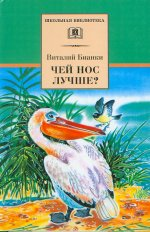 ШКОЛЬНАЯ БИБЛИОТЕКА
Виталий Бианки
ЧЕЙ НОС
ЛУЧШЕ?